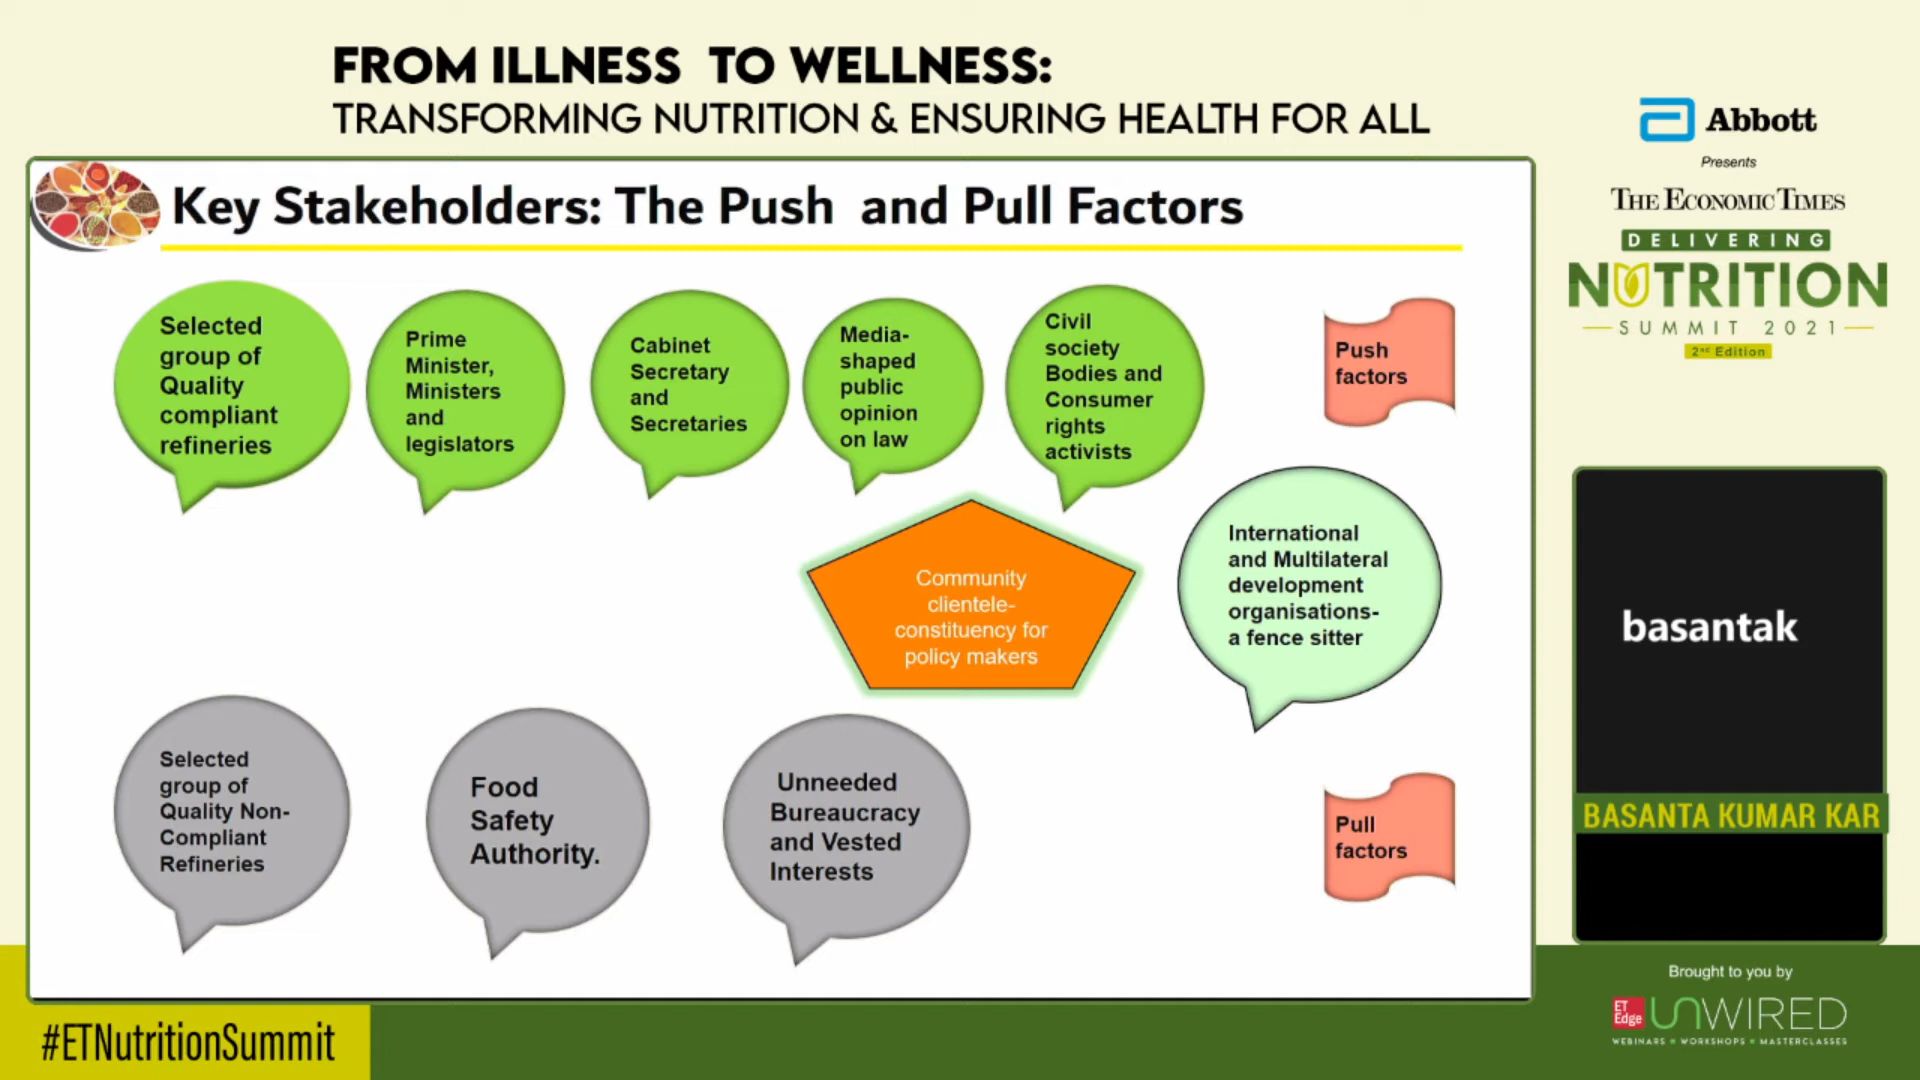 FROM ILLNESS TO WELLNESS:
TRANSFORMING NUTRITION & ENSURING HEALTH FOR ALL
Key Stakeholders: The Push and Pull Factors
Selected
group of
Quality
compliant
refineries
Prime
Minister,
Ministers
and
legislators
Cabinet
Secretary
and
Secretaries
Media-
shaped
public
opinion
on law
Civil
society
Bodies and
Consumer
rights
activists
Push
factors
Community
clientele-
constituency for
policy makers
International
and Multilateral
development
organisations-
a fence sitter
Selected
group of
Quality Non-
Compliant
Refineries
Food
Safety
Authority.
Unneeded
Bureaucracy
and Vested
Interests
Pull
factors
Abbott
Presents
THE ECONOMIC TIMES
DELIVERING
NUTRITION
SUMMIT 2021
2nd Edition
basantak
BASANTA KUMAR KAR
Brought to you by
ET Edge
UNWIRED
WEBINARS • WORKSHOPS • MASTERCLASSES
#ETNutritionSummit